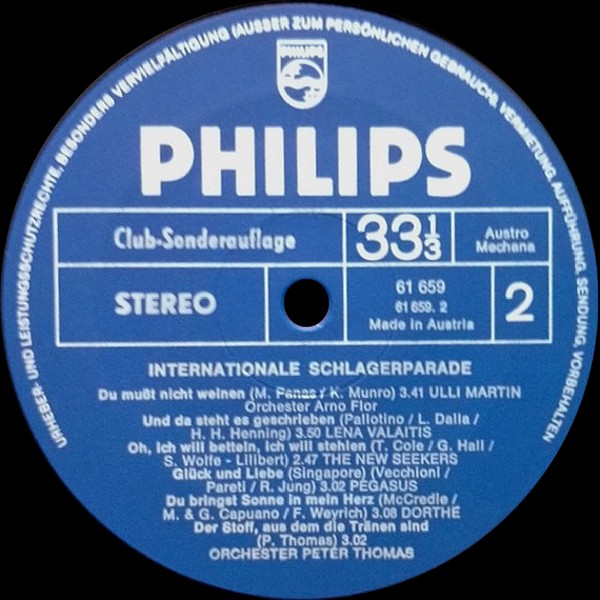 URHEBER- UND LEISTUNGSSCHUTZRECHTE, BESONDERS VERVIELFÄLTIGUNG (AUSSER ZUM PERSÖNLICHEN GEBRAUCH), VERMIETUNG, AUFFÜHRUNG, SENDUNG, VORBEHALTEN
PHILIPS
PHILIPS
Club-Sonderauflage
33 1/3
Austro
Mechana
STEREO
61 659
61 659. 2
Made in Austria
2
INTERNATIONALE SCHLAGERPARADE
Du mußt nicht weinen (M. Panas / K. Munro) 3.41 ULLI MARTIN
Orchester Arno Flor
Und da steht es geschrieben (Pallotino / L. Dalla /
H. H. Henning) 3.50 LENA VALAITIS
Oh, ich will betteln, ich will stehlen (T. Cole / G. Hall /
S. Wolfe - Lilibert) 2.47 THE NEW SEEKERS
Glück und Liebe (Singapore) (Vecchioni /
Pareti / R. Jung) 3.02 PEGASUS
Du bringst Sonne in mein Herz (McCredie /
M. & G. Capuano / F. Weyrich) 3.08 DORTHE
Der Stoff, aus dem die Tränen sind
(P. Thomas) 3.02
ORCHESTER PETER THOMAS